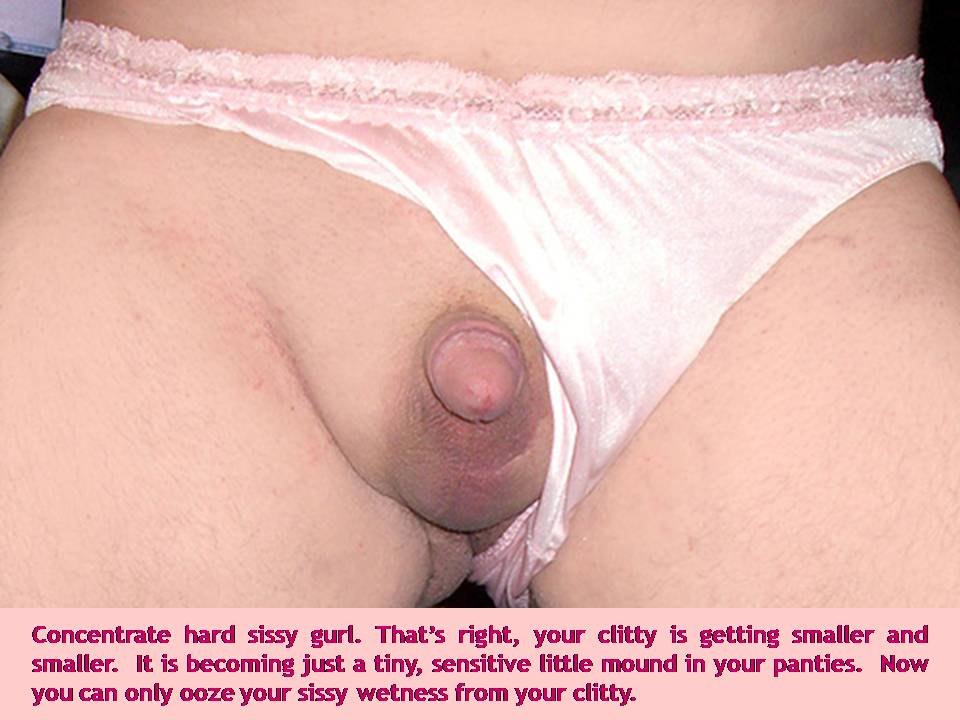 Concentrate hard sissy gurl. That's right, your clitty is getting smaller and
smaller. It is becoming just a tiny, sensitive little mound in your panties. Now
you can only ooze your sissy wetness from your clitty.